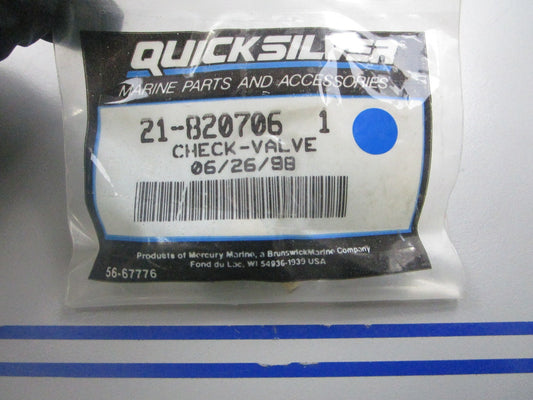 QUICKSILVER
MARINE PARTS AND ACCESSORIES
21-820706 1
CHECK-VALVE
06/26/98
Products of Mercury Marine, a Brunswick Marine Company
Fond du Lac, WI 54936-1939 USA
56-67776